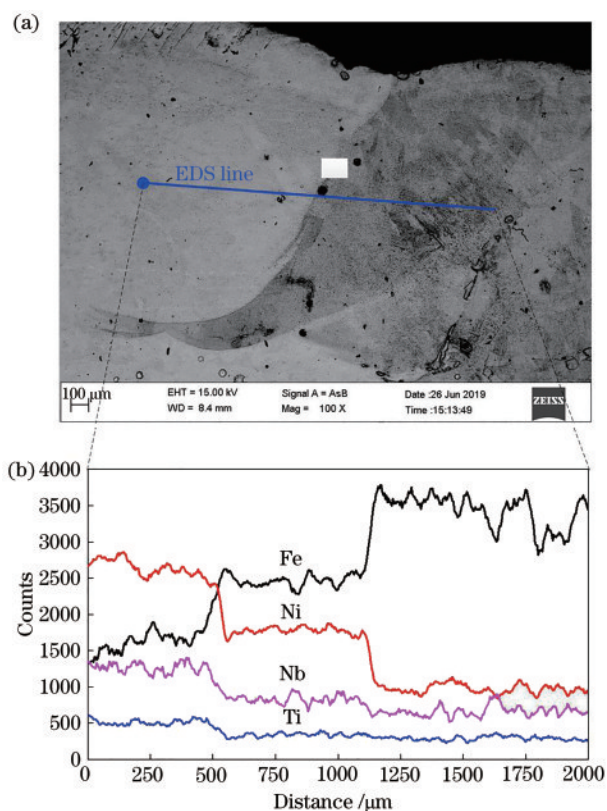 (a)
EDS line
100 μm
EHT = 15.00 kV
Signal A = AsB
Date :26 Jun 2019
WD = 8.4 mm
Mag = 100 X
Time :15:13:49
ZEISS
(b)
4000
3500
3000
2500
2000
1500
1000
500
0
Counts
Fe
Ni
Nb
Ti
0 250 500 750 1000 1250 1500 1750 2000
Distance /μm